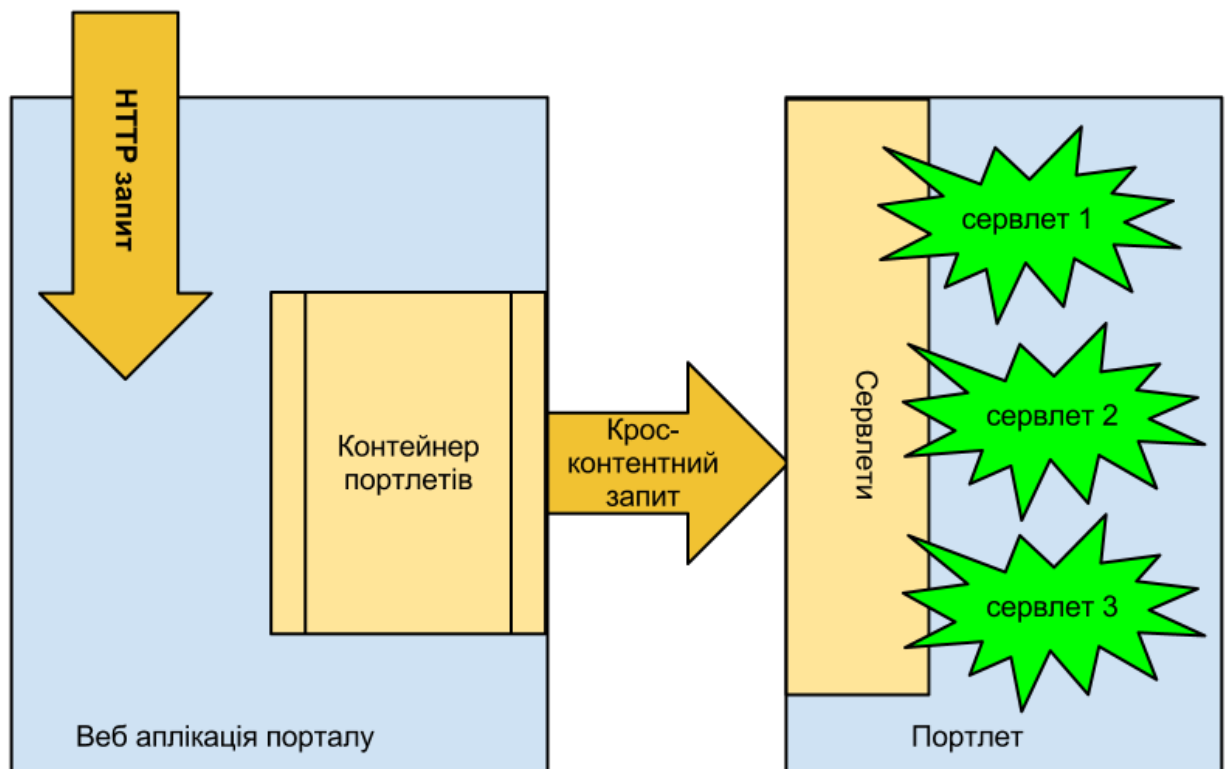 HTTP запит
Контейнер
портлетів
Веб аплікація порталу
Крос-
контентний
запит
Сервлети
сервлет 1
сервлет 2
сервлет 3
Портлет